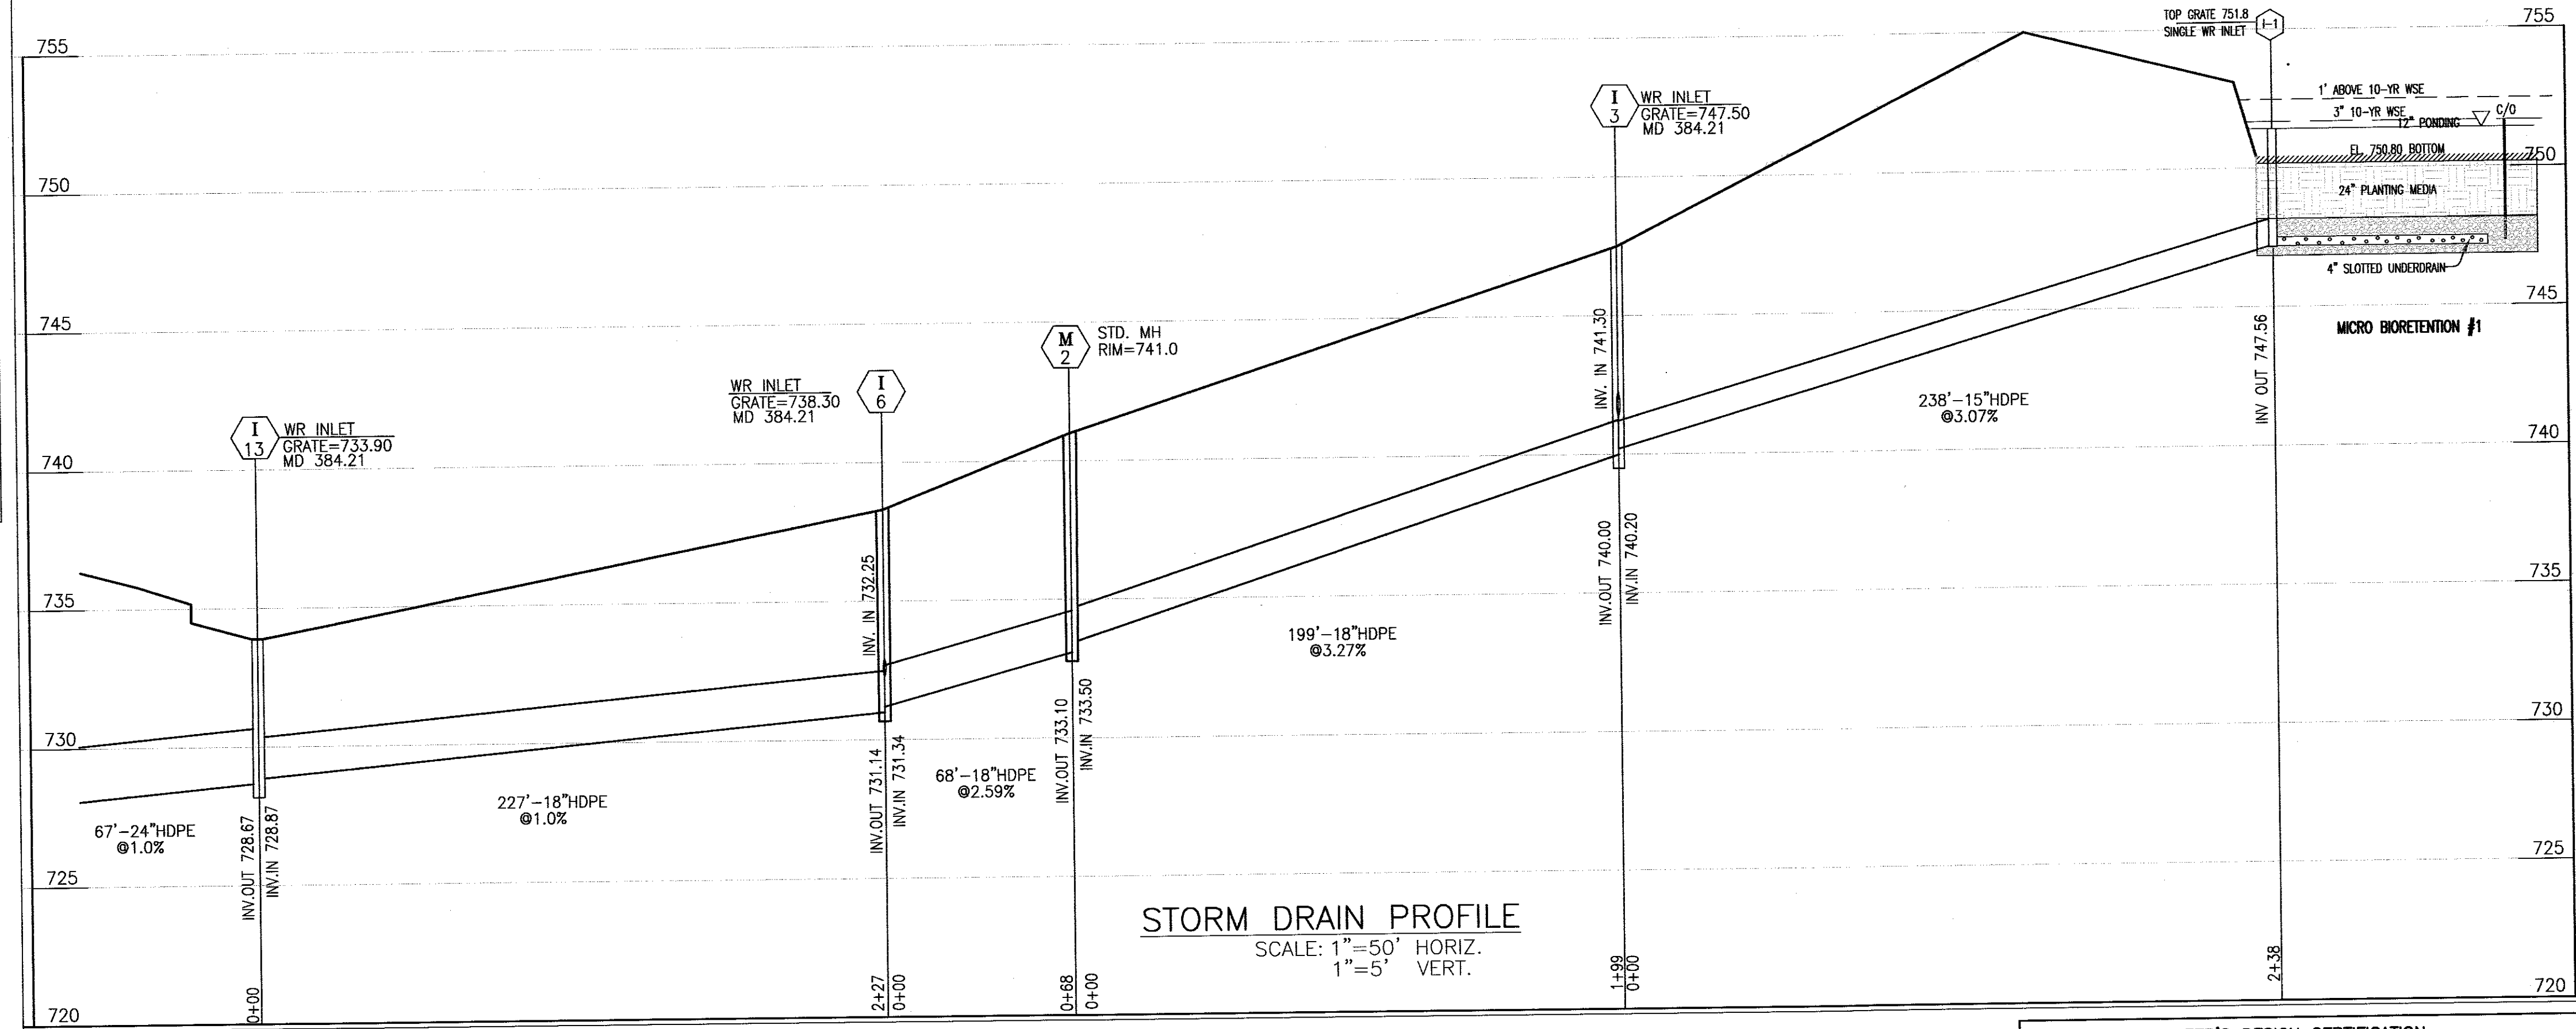 755
TOP GRATE 751.8
SINGLE WR INLET
I-1
755
1' ABOVE 10-YR WSE
3" 10-YR WSE
12" PONDING
C/O
EL. 750.80 BOTTOM
750
24" PLANTING MEDIA
4" SLOTTED UNDERDRAIN
MICRO BIORETENTION #1
I
3
WR INLET
GRATE=747.50
MD 384.21
750
745
745
M
2
STD. MH
RIM=741.0
I
6
WR INLET
GRATE=738.30
MD 384.21
I
13
WR INLET
GRATE=733.90
MD 384.21
740
740
INV. IN 741.30
INV OUT 747.56
238'-15"HDPE
@3.07%
INV.OUT 740.00
INV.IN 740.20
INV. IN 732.25
735
735
199'-18"HDPE
@3.27%
730
730
INV.OUT 733.10
INV.IN 733.50
68'-18"HDPE
@2.59%
INV.OUT 731.14
INV.IN 731.34
227'-18"HDPE
@1.0%
67'-24"HDPE
@1.0%
INV.OUT 728.67
INV.IN 728.87
725
725
STORM DRAIN PROFILE
SCALE: 1"=50' HORIZ.
1"=5' VERT.
720
0+00
2+27
0+00
0+68
0+00
1+99
0+00
2+38
720
DESIGN CERTIFICATION